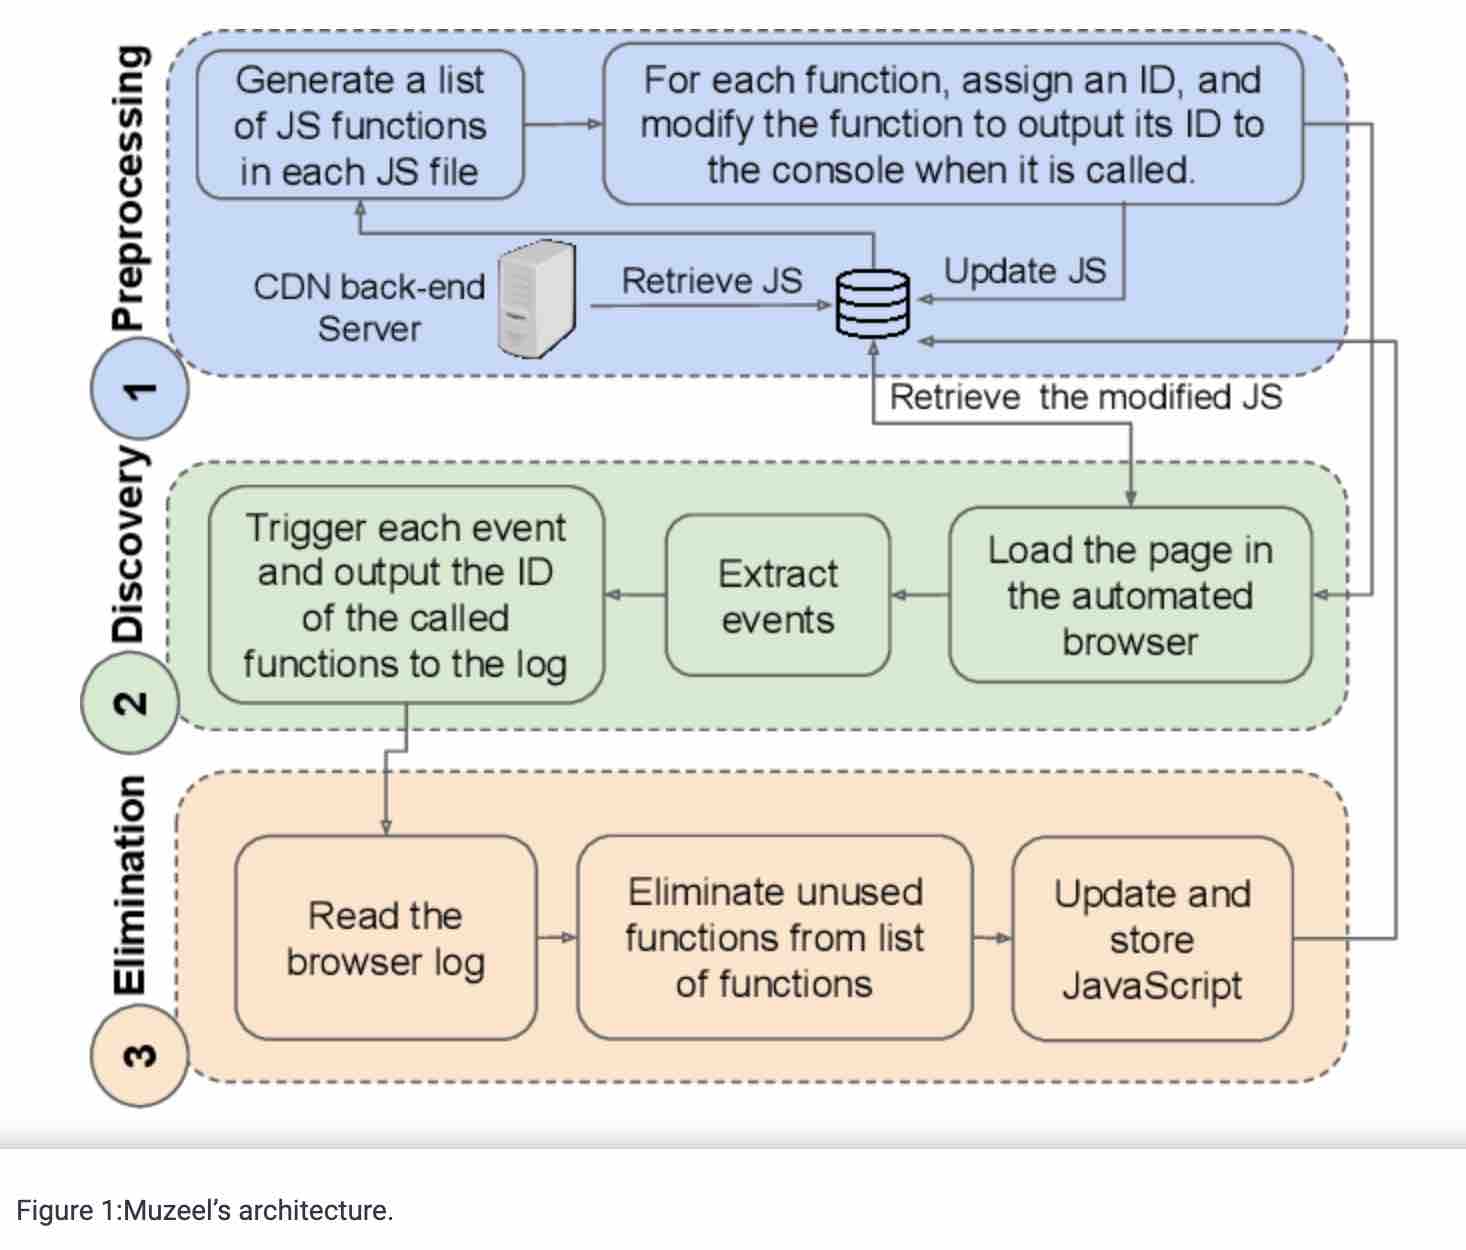 Preprocessing
1
Generate a list
of JS functions
in each JS file
For each function, assign an ID, and
modify the function to output its ID to
the console when it is called.
CDN back-end
Server
Retrieve JS
Update JS
Retrieve the modified JS
Discovery
2
Trigger each event
and output the ID
of the called
functions to the log
Extract
events
Load the page in
the automated
browser
Elimination
3
Read the
browser log
Eliminate unused
functions from list
of functions
Update and
store
JavaScript
Figure 1:Muzeel’s architecture.